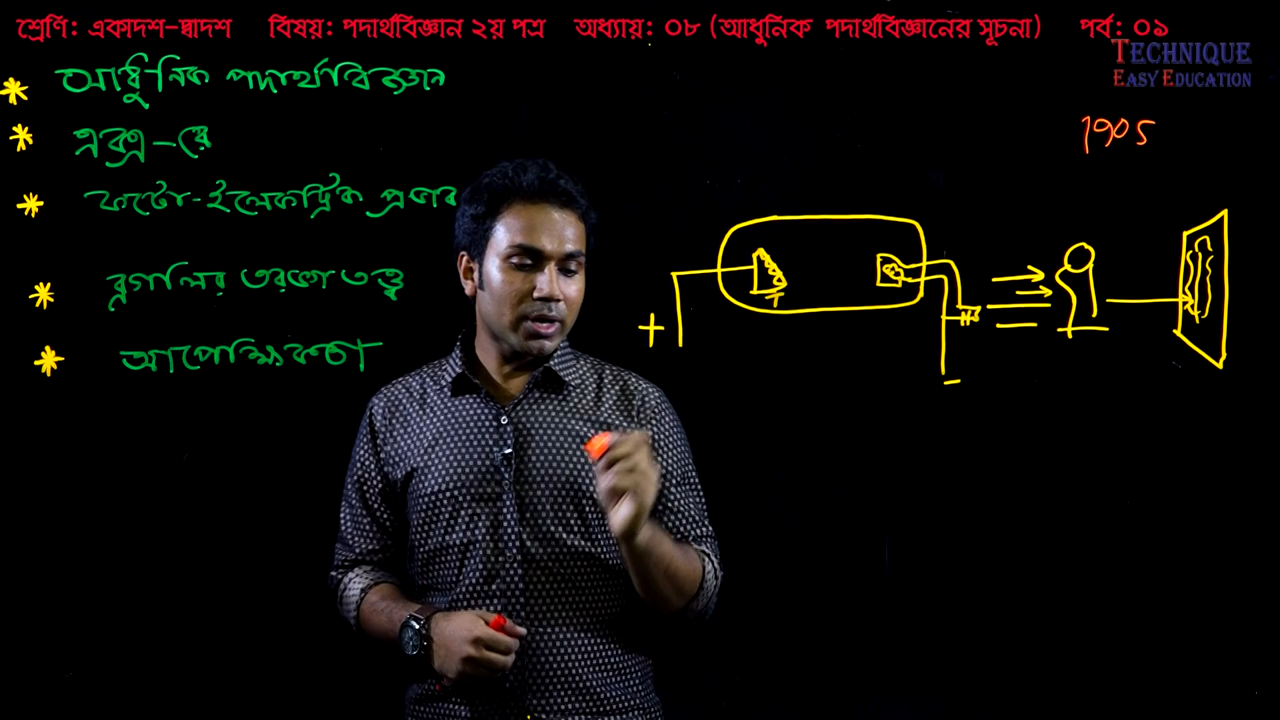 শ্রেণি: একাদশ-দ্বাদশ বিষয়: পদার্থবিজ্ঞান ২য় পত্র অধ্যায়: ০৮ (আধুনিক পদার্থবিজ্ঞানের সূচনা) পর্ব: ০১
TECHNIQUE
EASY EDUCATION
* আধুনিক পদার্থবিজ্ঞান
1905
* এক্স-রে
* ফটো-ইলেকট্রিক প্রভাব
* তরঙ্গ তত্ত্ব
* আপেক্ষিকতা
T
+
-